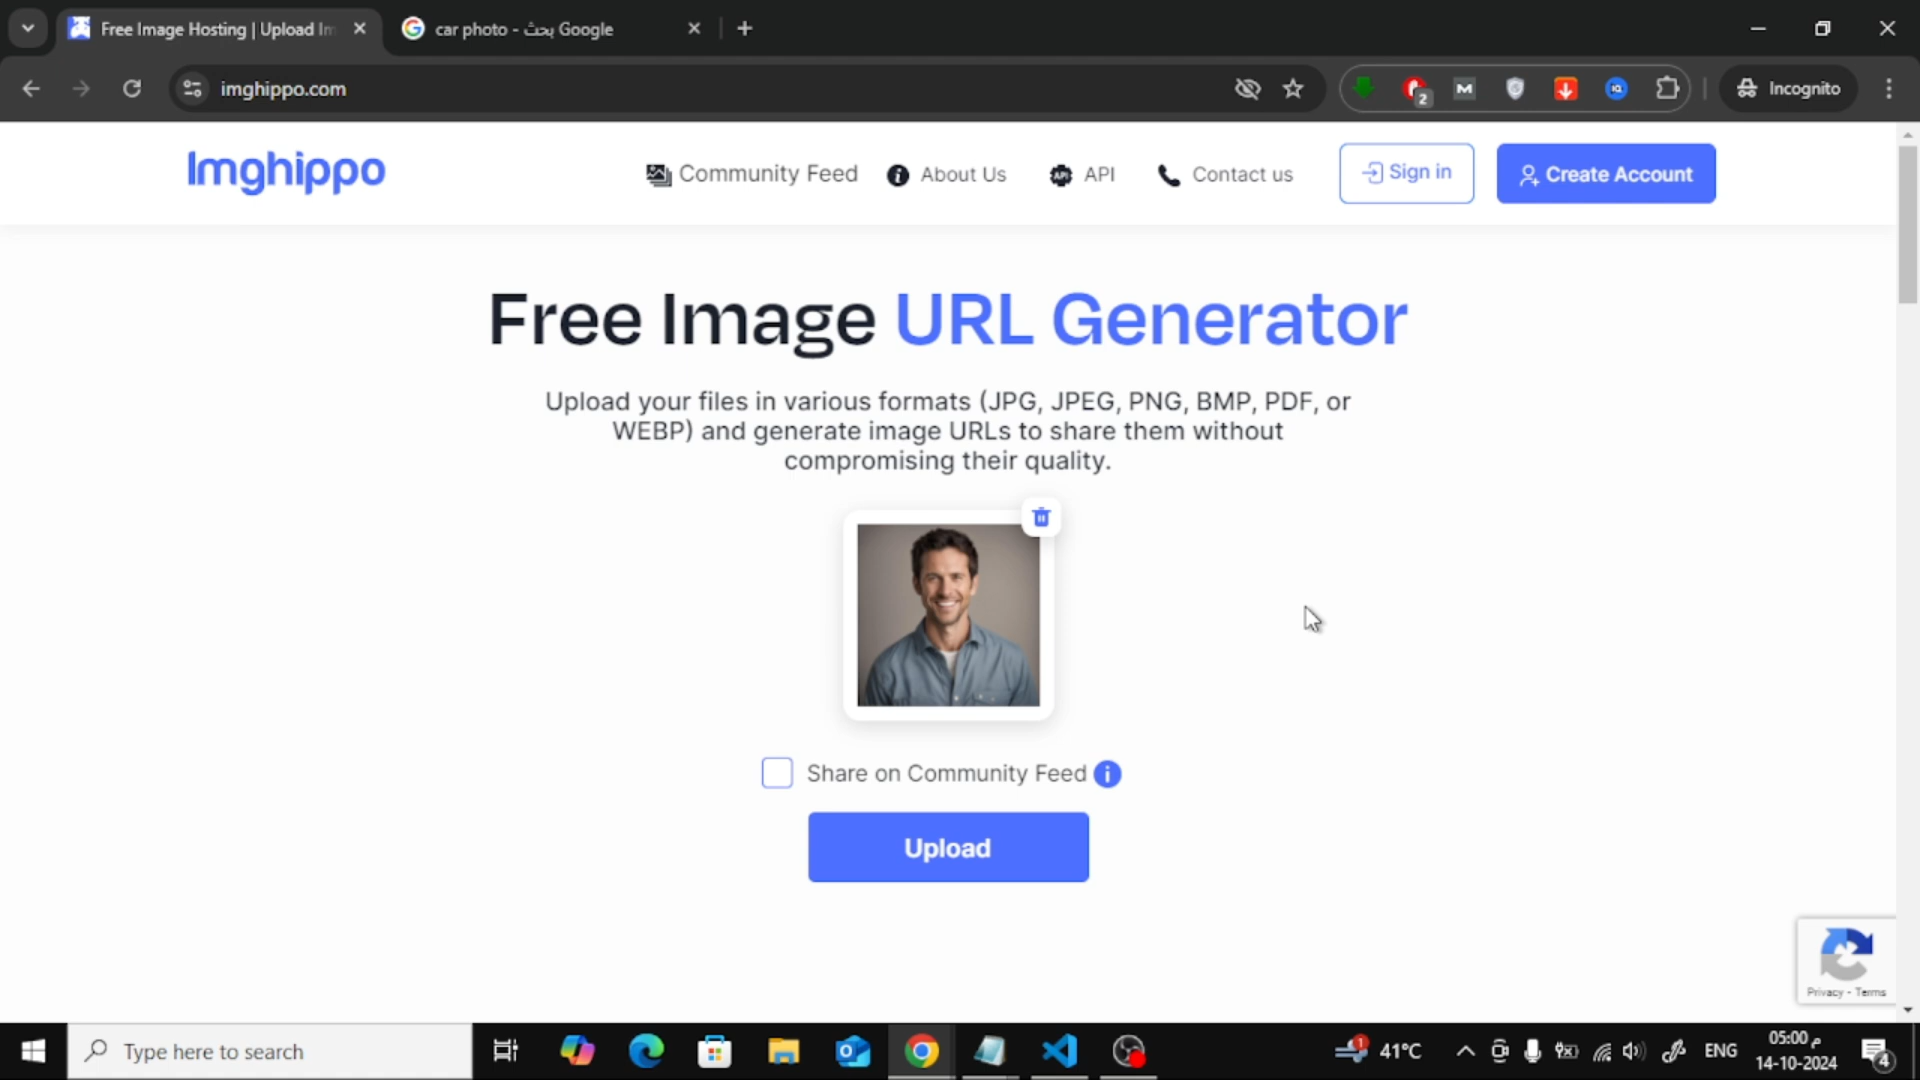 Free Image Hosting | Upload Im
car photo - بحث Google
imghippo.com
2
Incognito
Imghippo
Community Feed
About Us
API
Contact us
Sign in
Create Account
Free Image URL Generator
Upload your files in various formats (JPG, JPEG, PNG, BMP, PDF, or
WEBP) and generate image URLs to share them without
compromising their quality.
Share on Community Feed
Upload
Privacy - Terms
Type here to search
1
41°C
ENG
05:00 م
14-10-2024
4